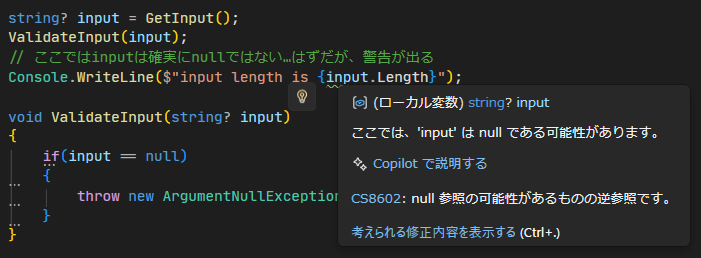 string? input = GetInput();
ValidateInput(input);
// ここではinputは確実にnullではない…はずだが、警告が出る
Console.WriteLine($"input length is {input.Length}");
void ValidateInput(string? input)
{
if(input == null)
{
throw new ArgumentNullException
}
}
(ローカル変数) string? input
ここでは、'input' は null である可能性があります。
Copilot で説明する
CS8602: null 参照の可能性があるものの逆参照です。
考えられる修正内容を表示する (Ctrl+.)